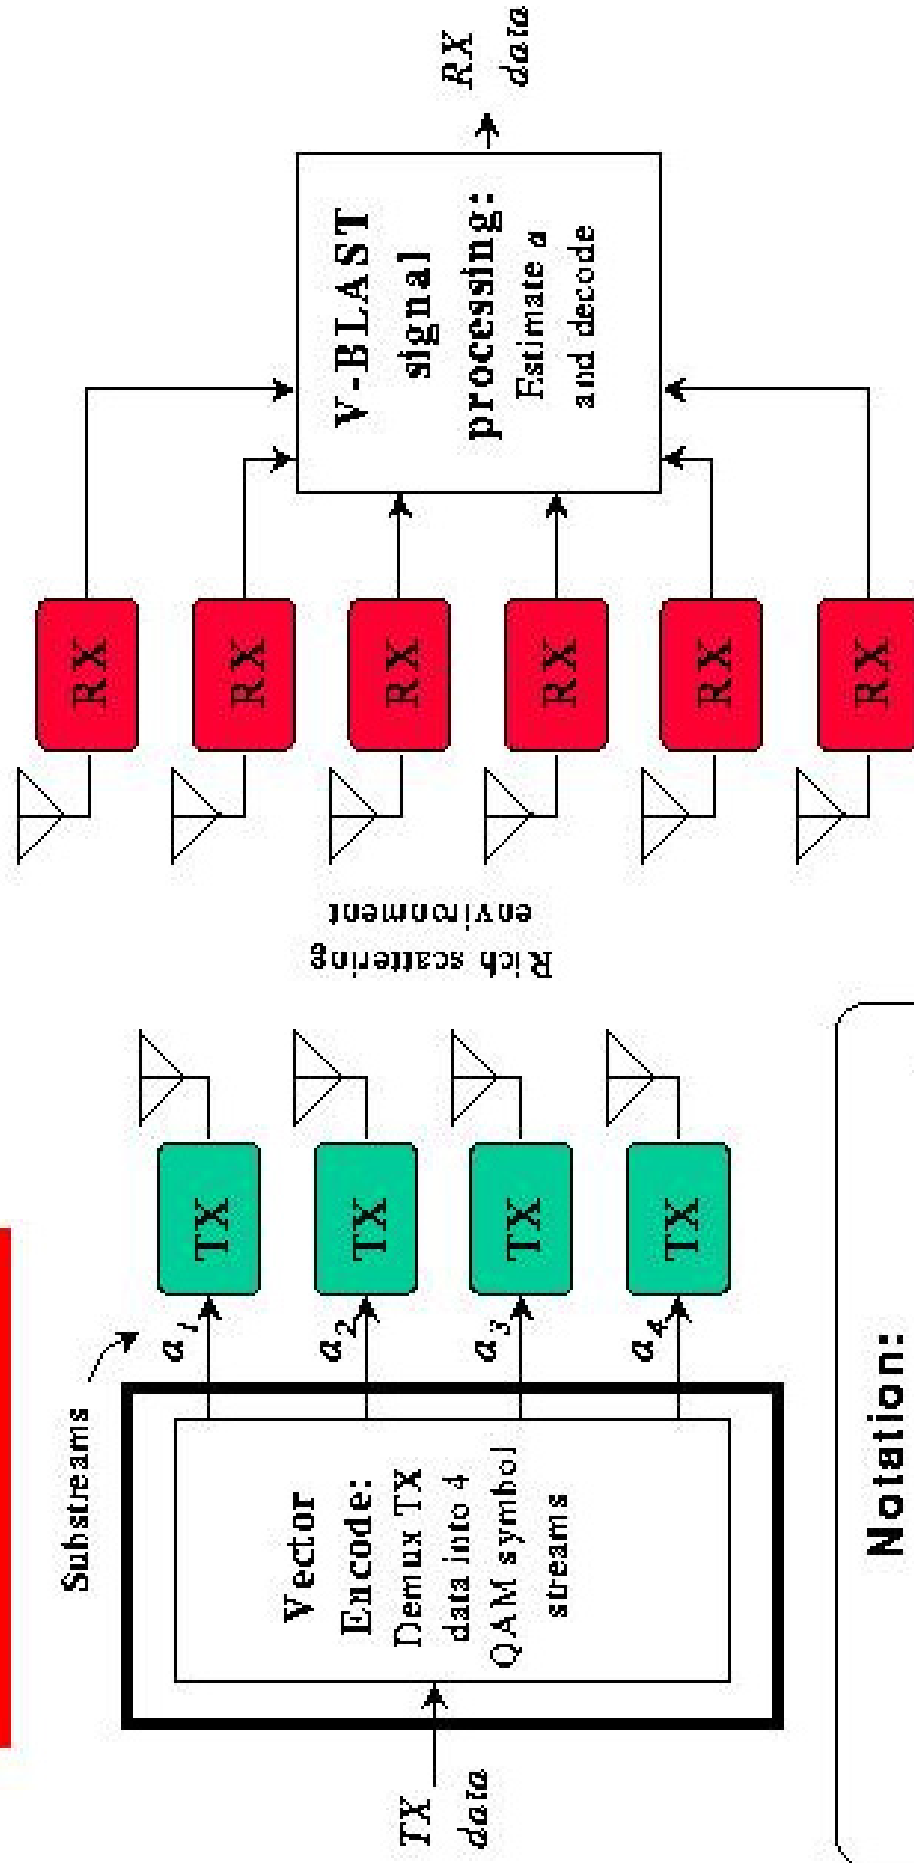 Substreams
TX
data
Vector
Encode:
Demux TX
data into 4
QAM symbol
streams
a1
a2
a3
a4
TX
TX
TX
TX
Rich scattering
environment
RX
RX
RX
RX
RX
RX
V-BLAST
signal
processing:
Estimate a
and decode
RX
data
Notation: